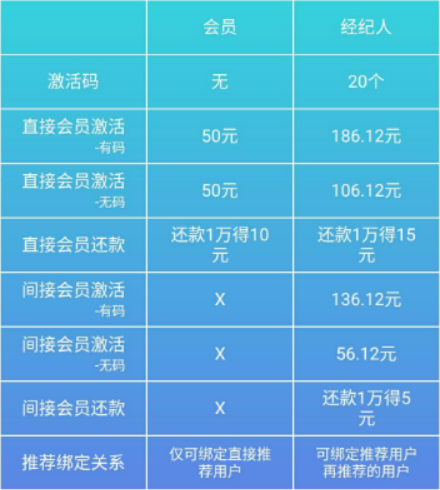 会员 经纪人
激活码 无 20个
直接会员激活 50元 186.12元
-有码
直接会员激活 50元 106.12元
-无码
直接会员还款 还款1万得10 还款1万得15
元 元
间接会员激活 X 136.12元
-有码
间接会员激活 X 56.12元
-无码
间接会员还款 X 还款1万得5
元
推荐绑定关系 仅可绑定直接推 可绑定推荐用户
荐用户 再推荐的用户